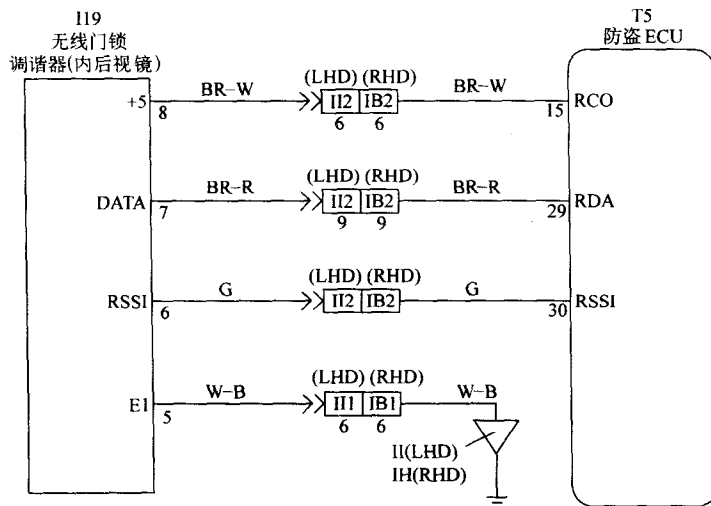 I19
无线门锁
调谐器(内后视镜)
T5
防盗 ECU
(LHD) (RHD)
+5 8 BR-W II2 IB2 BR-W 15 RCO
6 6
(LHD) (RHD)
DATA 7 BR-R II2 IB2 BR-R 29 RDA
9 9
(LHD) (RHD)
RSSI 6 G II2 IB2 G 30 RSSI
6 6
(LHD) (RHD)
E1 5 W-B II1 IB1 W-B
6 6
II(LHD)
IH(RHD)